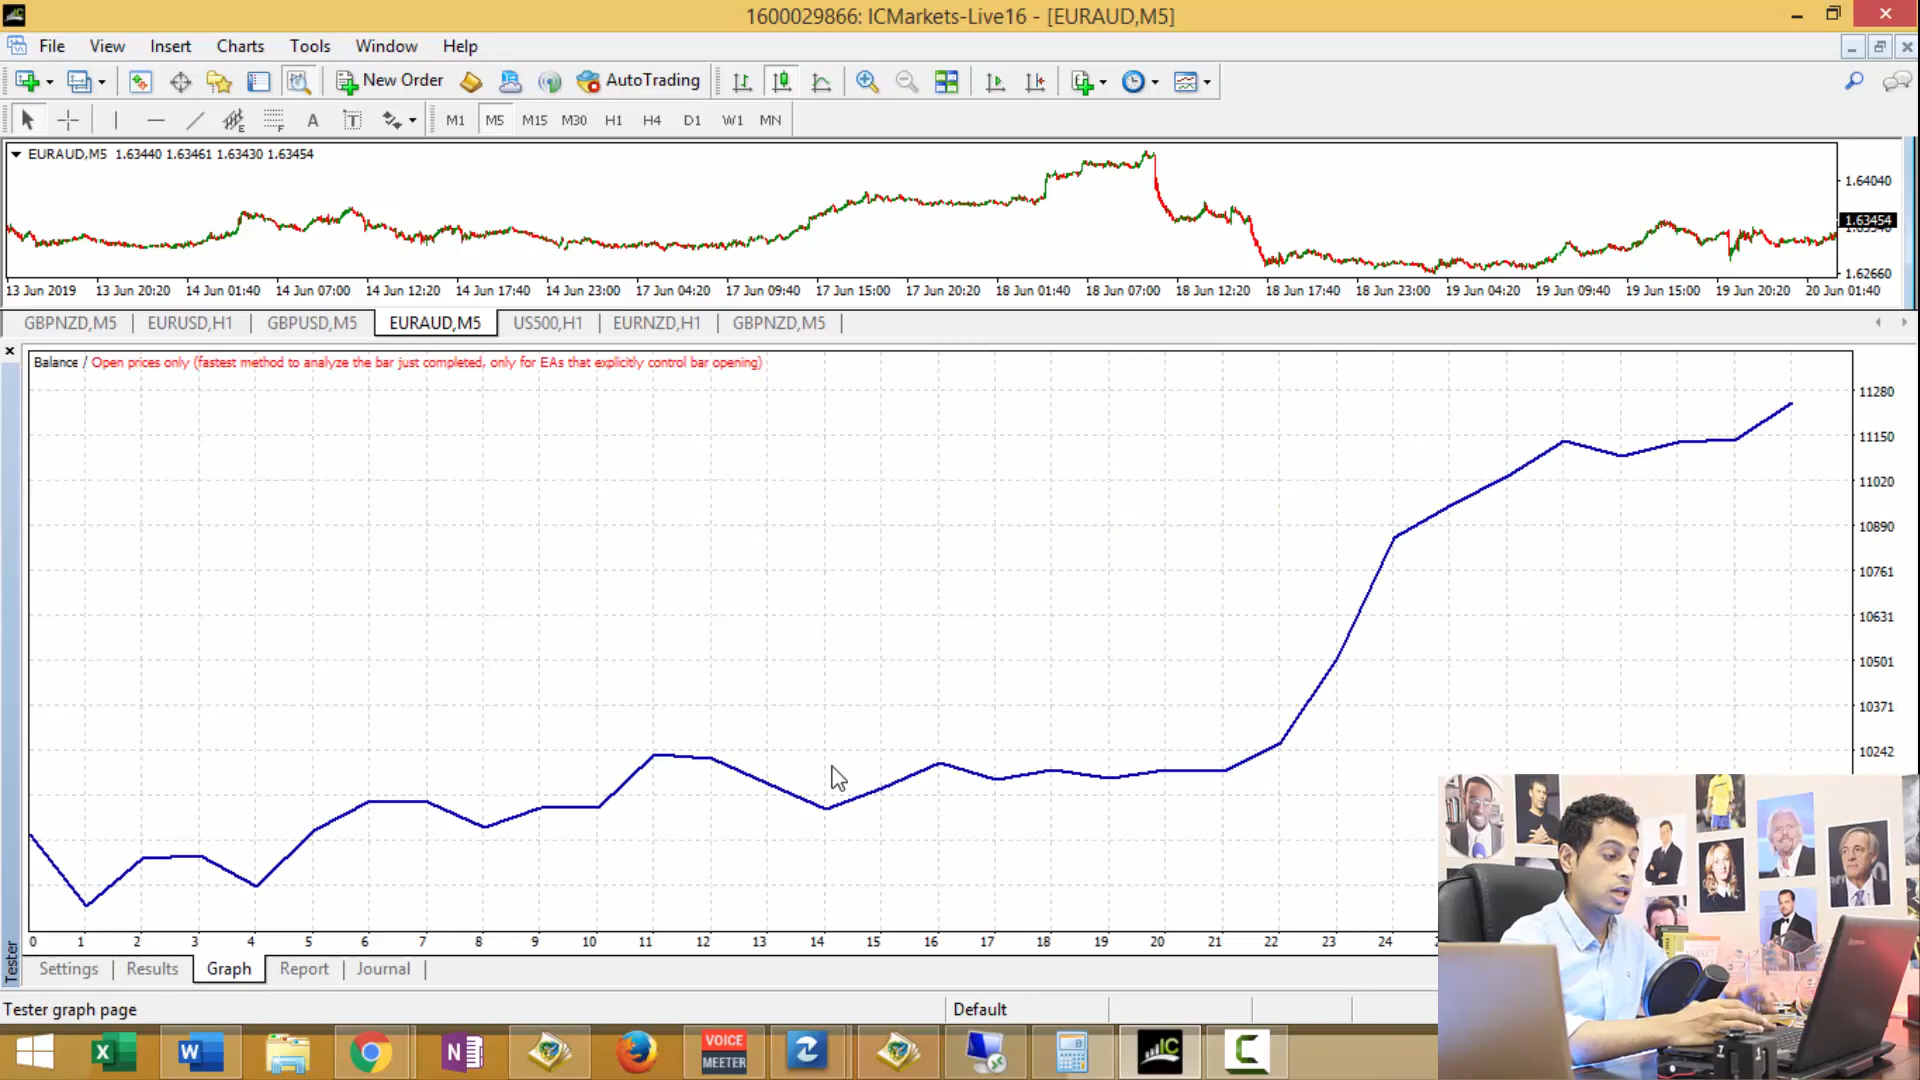 1600029866: ICMarkets-Live16 - [EURAUD,M5]
File View Insert Charts Tools Window Help
New Order AutoTrading
A T M1 M5 M15 M30 H1 H4 D1 W1 MN
EURAUD,M5 1.63440 1.63461 1.63430 1.63454
1.64040
1.63454
1.62660
13 Jun 2019 13 Jun 20:20 14 Jun 01:40 14 Jun 07:00 14 Jun 12:20 14 Jun 17:40 14 Jun 23:00 17 Jun 04:20 17 Jun 09:40 17 Jun 15:00 17 Jun 20:20 18 Jun 01:40 18 Jun 07:00 18 Jun 12:20 18 Jun 17:40 18 Jun 23:00 19 Jun 04:20 19 Jun 09:40 19 Jun 15:00 19 Jun 20:20 20 Jun 01:40
GBPNZD,M5 EURUSD,H1 GBPUSD,M5 EURAUD,M5 US500,H1 EURNZD,H1 GBPNZD,M5
Balance / Open prices only (fastest method to analyze the bar just completed, only for EAs that explicitly control bar opening)
11280
11150
11020
10890
10761
10631
10501
10371
10242
0 1 2 3 4 5 6 7 8 9 10 11 12 13 14 15 16 17 18 19 20 21 22 23 24
Tester
Settings Results Graph Report Journal
Tester graph page Default
VOICE
MEETER
IC